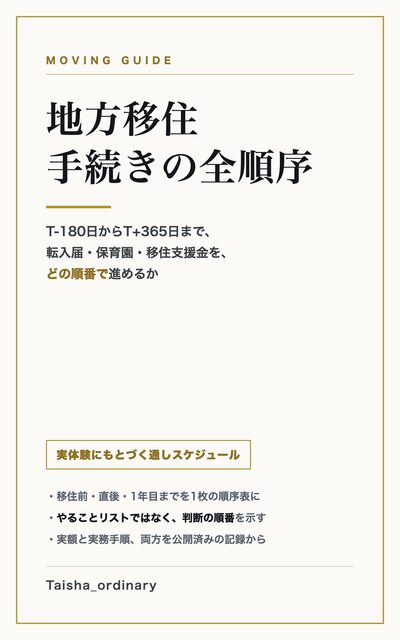 MOVING GUIDE
地方移住
手続きの全順序
T-180日からT+365日まで、
転入届・保育園・移住支援金を、
どの順番で進めるか
実体験にもとづく通しスケジュール
・移住前・直後・1年目までを1枚の順序表に
・やることリストではなく、判断の順番を示す
・実額と実務手順、両方を公開済みの記録から
Taisha_ordinary